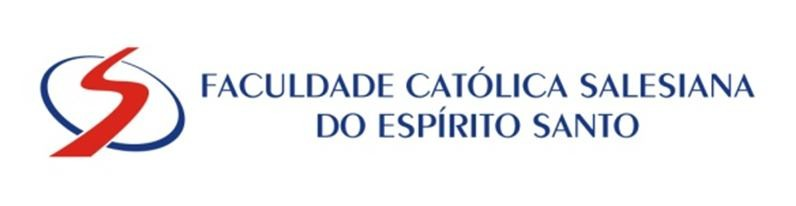 FACULDADE CATÓLICA SALESIANA
DO ESPÍRITO SANTO